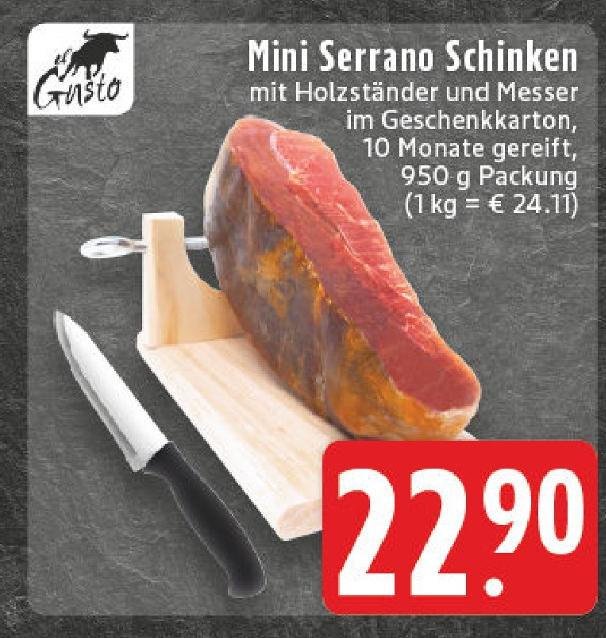 el
Gusto
Mini Serrano Schinken
mit Holzständer und Messer
im Geschenkkarton,
10 Monate gereift,
950 g Packung
(1 kg = € 24.11)
22.90